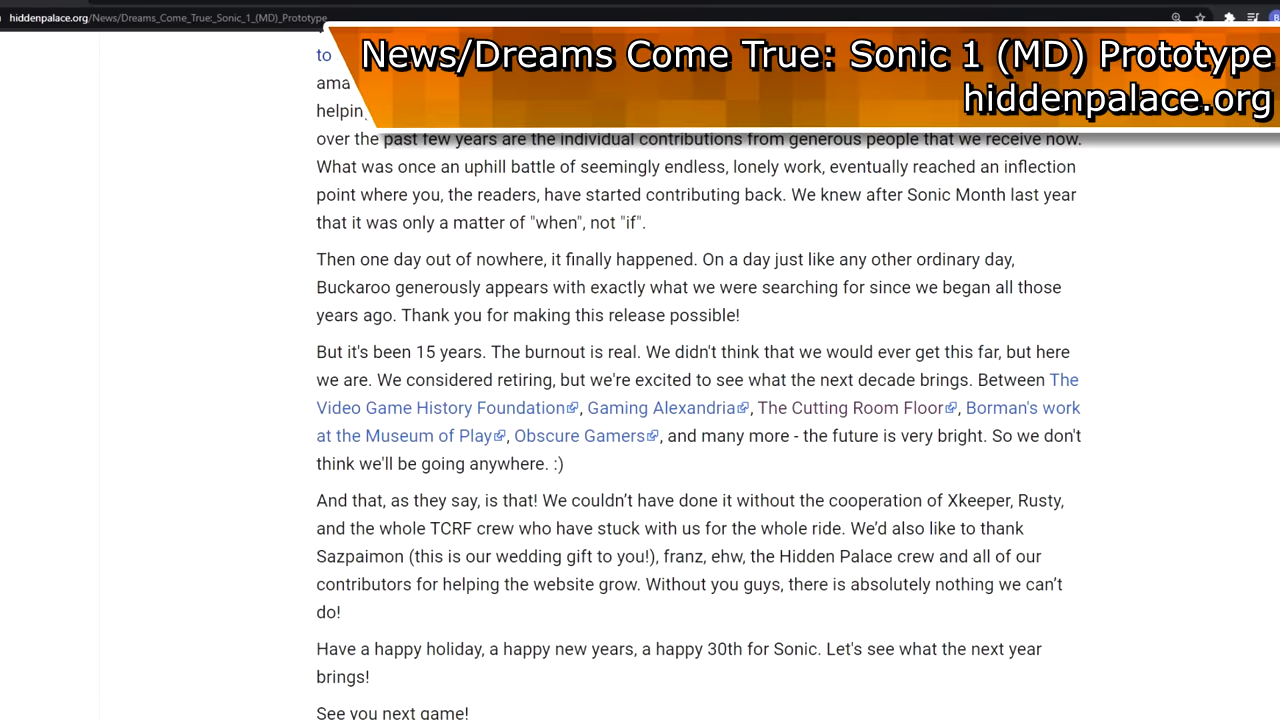 hiddenpalace.org/News/Dreams_Come_True:_Sonic_1_(MD)_Prototype
News/Dreams Come True: Sonic 1 (MD) Prototype
hiddenpalace.org
to
ama
helping
over the past few years are the individual contributions from generous people that we receive now.
What was once an uphill battle of seemingly endless, lonely work, eventually reached an inflection
point where you, the readers, have started contributing back. We knew after Sonic Month last year
that it was only a matter of "when", not "if".
Then one day out of nowhere, it finally happened. On a day just like any other ordinary day,
Buckaroo generously appears with exactly what we were searching for since we began all those
years ago. Thank you for making this release possible!
But it's been 15 years. The burnout is real. We didn't think that we would ever get this far, but here
we are. We considered retiring, but we're excited to see what the next decade brings. Between The
Video Game History Foundation, Gaming Alexandria, The Cutting Room Floor, Borman's work
at the Museum of Play, Obscure Gamers, and many more - the future is very bright. So we don't
think we'll be going anywhere. :)
And that, as they say, is that! We couldn’t have done it without the cooperation of Xkeeper, Rusty,
and the whole TCRF crew who have stuck with us for the whole ride. We’d also like to thank
Sazpaimon (this is our wedding gift to you!), franz, ehw, the Hidden Palace crew and all of our
contributors for helping the website grow. Without you guys, there is absolutely nothing we can’t
do!
Have a happy holiday, a happy new years, a happy 30th for Sonic. Let's see what the next year
brings!
See you next game!